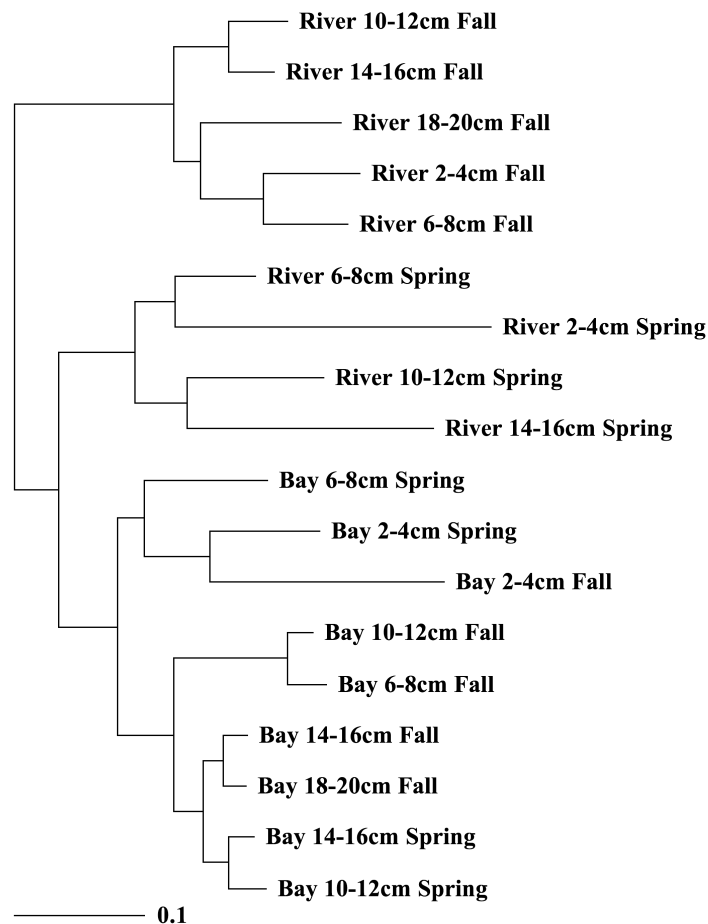 River 10-12cm Fall
River 14-16cm Fall
River 18-20cm Fall
River 2-4cm Fall
River 6-8cm Fall
River 6-8cm Spring
River 2-4cm Spring
River 10-12cm Spring
River 14-16cm Spring
Bay 6-8cm Spring
Bay 2-4cm Spring
Bay 2-4cm Fall
Bay 10-12cm Fall
Bay 6-8cm Fall
Bay 14-16cm Fall
Bay 18-20cm Fall
Bay 14-16cm Spring
Bay 10-12cm Spring
0.1